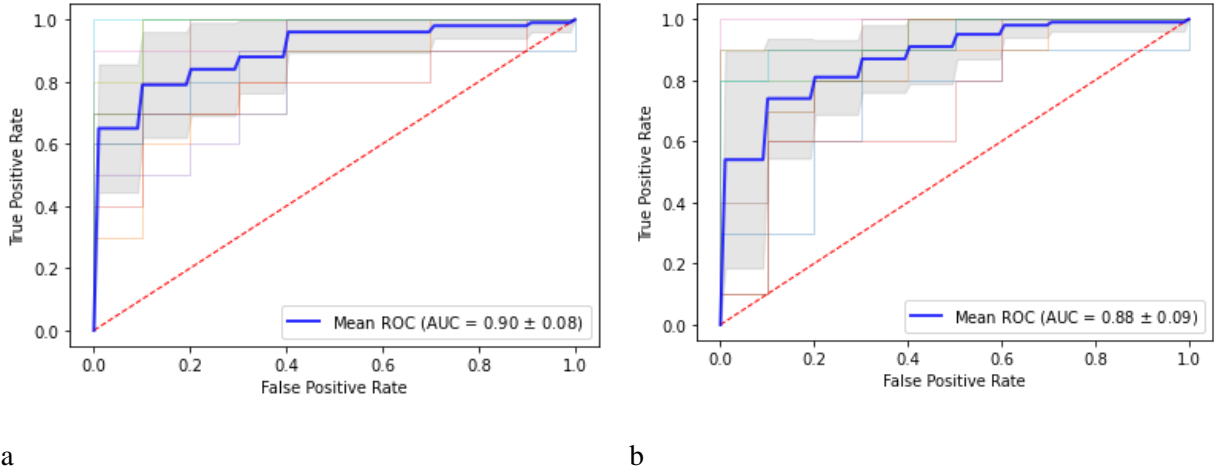 1.0
0.8
0.6
0.4
0.2
0.0
True Positive Rate
Mean ROC (AUC = 0.90 ± 0.08)
0.0 0.2 0.4 0.6 0.8 1.0
False Positive Rate
a
1.0
0.8
0.6
0.4
0.2
0.0
True Positive Rate
Mean ROC (AUC = 0.88 ± 0.09)
0.0 0.2 0.4 0.6 0.8 1.0
False Positive Rate
b